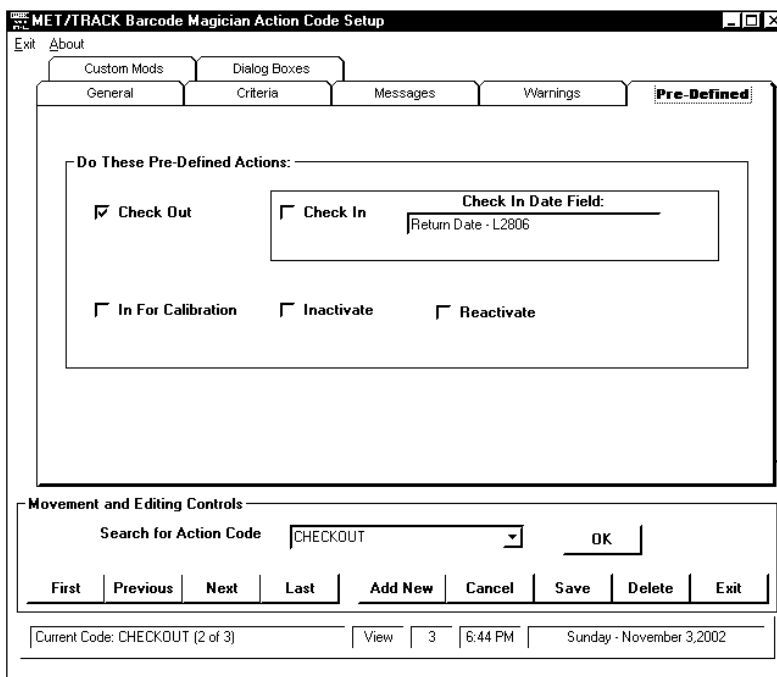 MET/TRACK Barcode Magician Action Code Setup
Exit About
Custom Mods Dialog Boxes
General Criteria Messages Warnings Pre-Defined
Do These Pre-Defined Actions:
Check Out Check In Check In Date Field:
Return Date - L2806
In For Calibration Inactivate Reactivate
Movement and Editing Controls
Search for Action Code CHECKOUT OK
First Previous Next Last Add New Cancel Save Delete Exit
Current Code: CHECKOUT (2 of 3) View 3 6:44 PM Sunday - November 3,2002